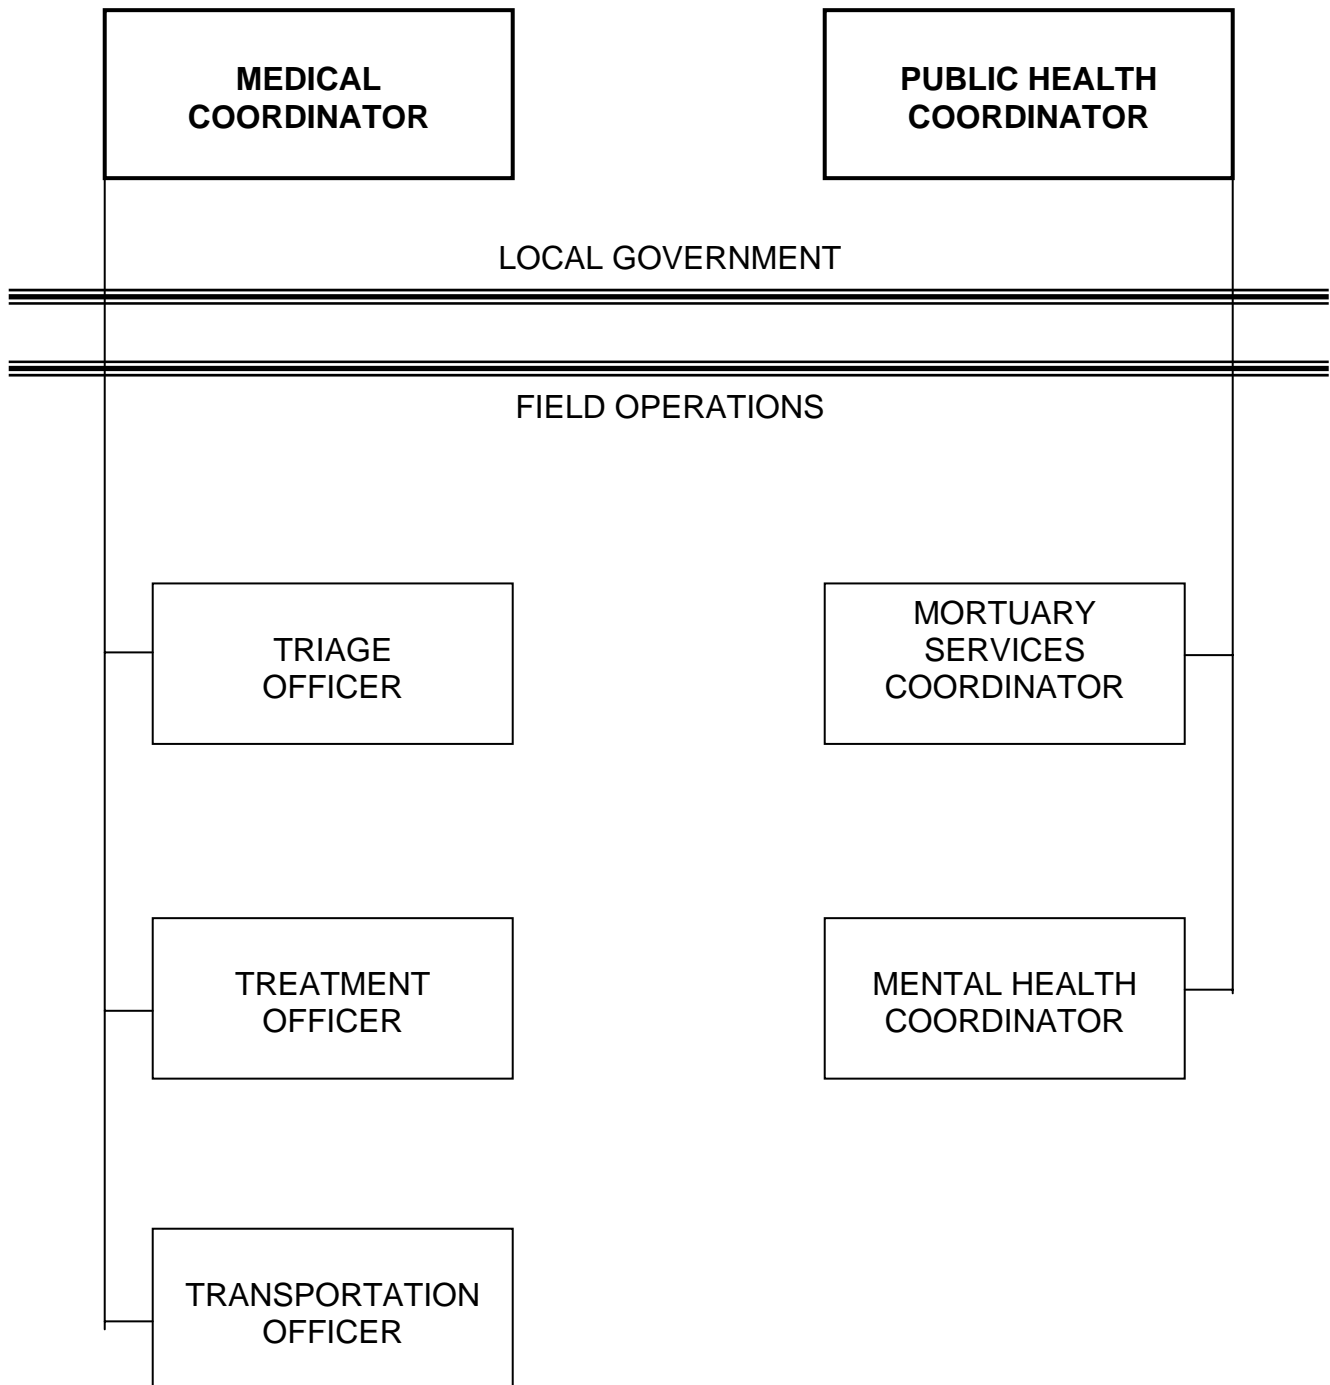 MEDICAL
COORDINATOR
PUBLIC HEALTH
COORDINATOR
LOCAL GOVERNMENT
FIELD OPERATIONS
TRIAGE
OFFICER
MORTUARY
SERVICES
COORDINATOR
TREATMENT
OFFICER
MENTAL HEALTH
COORDINATOR
TRANSPORTATION
OFFICER